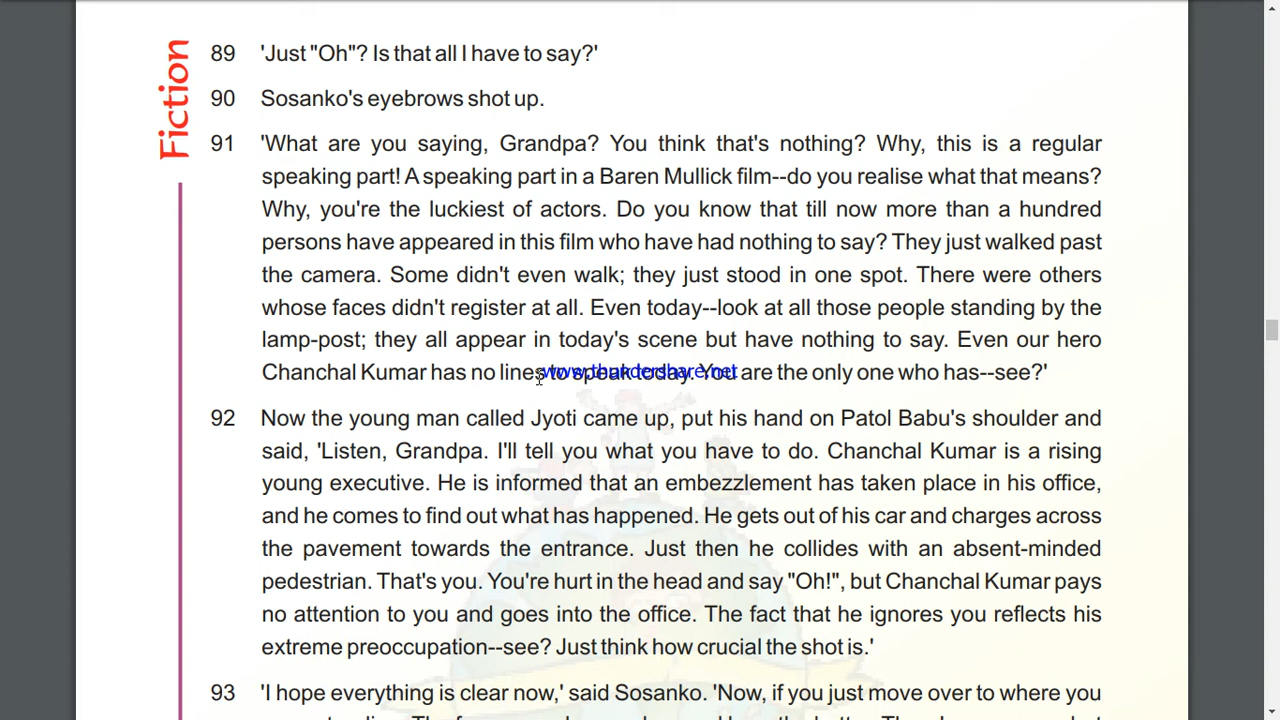 Fiction
89 'Just "Oh"? Is that all I have to say?'
90 Sosanko's eyebrows shot up.
91 'What are you saying, Grandpa? You think that's nothing? Why, this is a regular
speaking part! A speaking part in a Baren Mullick film--do you realise what that means?
Why, you're the luckiest of actors. Do you know that till now more than a hundred
persons have appeared in this film who have had nothing to say? They just walked past
the camera. Some didn't even walk; they just stood in one spot. There were others
whose faces didn't register at all. Even today--look at all those people standing by the
lamp-post; they all appear in today's scene but have nothing to say. Even our hero
Chanchal Kumar has no lines to speak today. You are the only one who has--see?'
www.thundershare.net
92 Now the young man called Jyoti came up, put his hand on Patol Babu's shoulder and
said, 'Listen, Grandpa. I'll tell you what you have to do. Chanchal Kumar is a rising
young executive. He is informed that an embezzlement has taken place in his office,
and he comes to find out what has happened. He gets out of his car and charges across
the pavement towards the entrance. Just then he collides with an absent-minded
pedestrian. That's you. You're hurt in the head and say "Oh!", but Chanchal Kumar pays
no attention to you and goes into the office. The fact that he ignores you reflects his
extreme preoccupation--see? Just think how crucial the shot is.'
93 'I hope everything is clear now,' said Sosanko. 'Now, if you just move over to where you